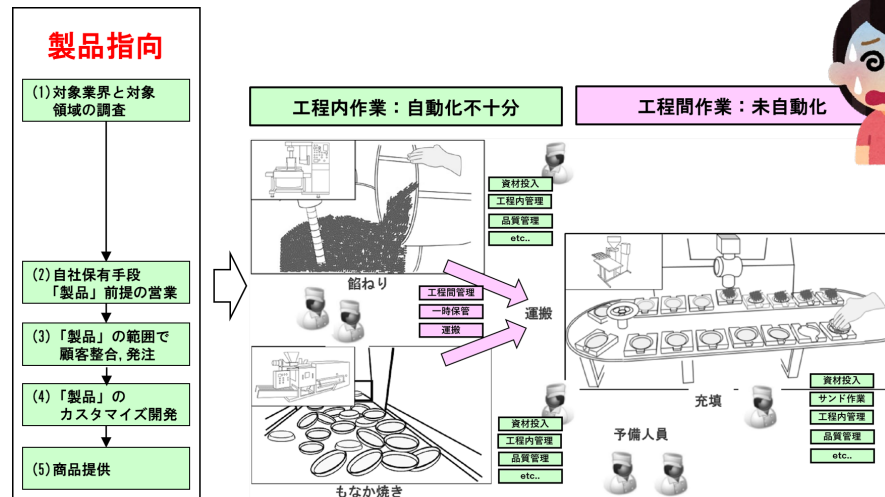 製品指向
(1)対象業界と対象
領域の調査
(2)自社保有手段
「製品」前提の営業
(3)「製品」の範囲で
顧客整合,発注
(4)「製品」の
カスタマイズ開発
(5)商品提供
工程内作業：自動化不十分
工程間作業：未自動化
資材投入
工程内管理
品質管理
etc..
餡ねり
工程間管理
一時保管
運搬
運搬
もなか焼き
資材投入
工程内管理
品質管理
etc..
充填
予備人員
資材投入
サンド作業
工程内管理
品質管理
etc..